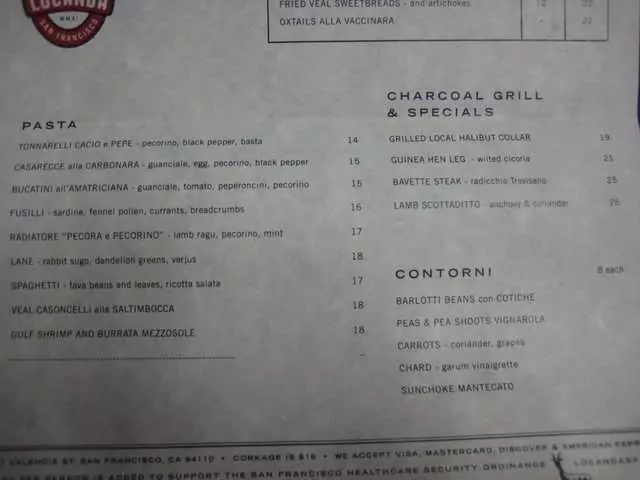 LOCANDA
SAN FRANCISCO
FRIED VEAL SWEETBREADS - and artichokes 12 22
OXTAILS ALLA VACCINARA - 21
PASTA
TONNARELLI CACIO e PEPE - pecorino, black pepper, basta 14
CASARECCE alla CARBONARA - guanciale, egg, pecorino, black pepper 15
BUCATINI all'AMATRICIANA - guanciale, tomato, peperoncini, pecorino 15
FUSILLI - sardine, fennel pollen, currants, breadcrumbs 16
RADIATORE "PECORA e PECORINO" - lamb ragu, pecorino, mint 17
LANE - rabbit sugo, dandelion greens, verjus 18
SPAGHETTI - fava beans and leaves, ricotta salata 17
VEAL CASONCELLI alla SALTIMBOCCA 18
GULF SHRIMP AND BURRATA MEZZOSOLE 18
CHARCOAL GRILL
& SPECIALS
GRILLED LOCAL HALIBUT COLLAR 19
GUINEA HEN LEG - wilted cicoria 21
BAVETTE STEAK - radicchio Trevisano 25
LAMB SCOTTADITTO - anchovy & coriander
CONTORNI 8 each
BARLOTTI BEANS con COTICHE
PEAS & PEA SHOOTS VIGNAROLA
CARROTS - coriander, grapes
CHARD - garum vinaigrette
SUNCHOKE MANTECATO
VALENCIA ST. SAN FRANCISCO, CA 94110 • CORKAGE IS $15 • WE ACCEPT VISA, MASTERCARD, DISCOVER & AMERICAN EXPR
PER PERSON IS ADDED TO SUPPORT THE SAN FRANCISCO HEALTHCARE SECURITY ORDINANCE LOCANDASF